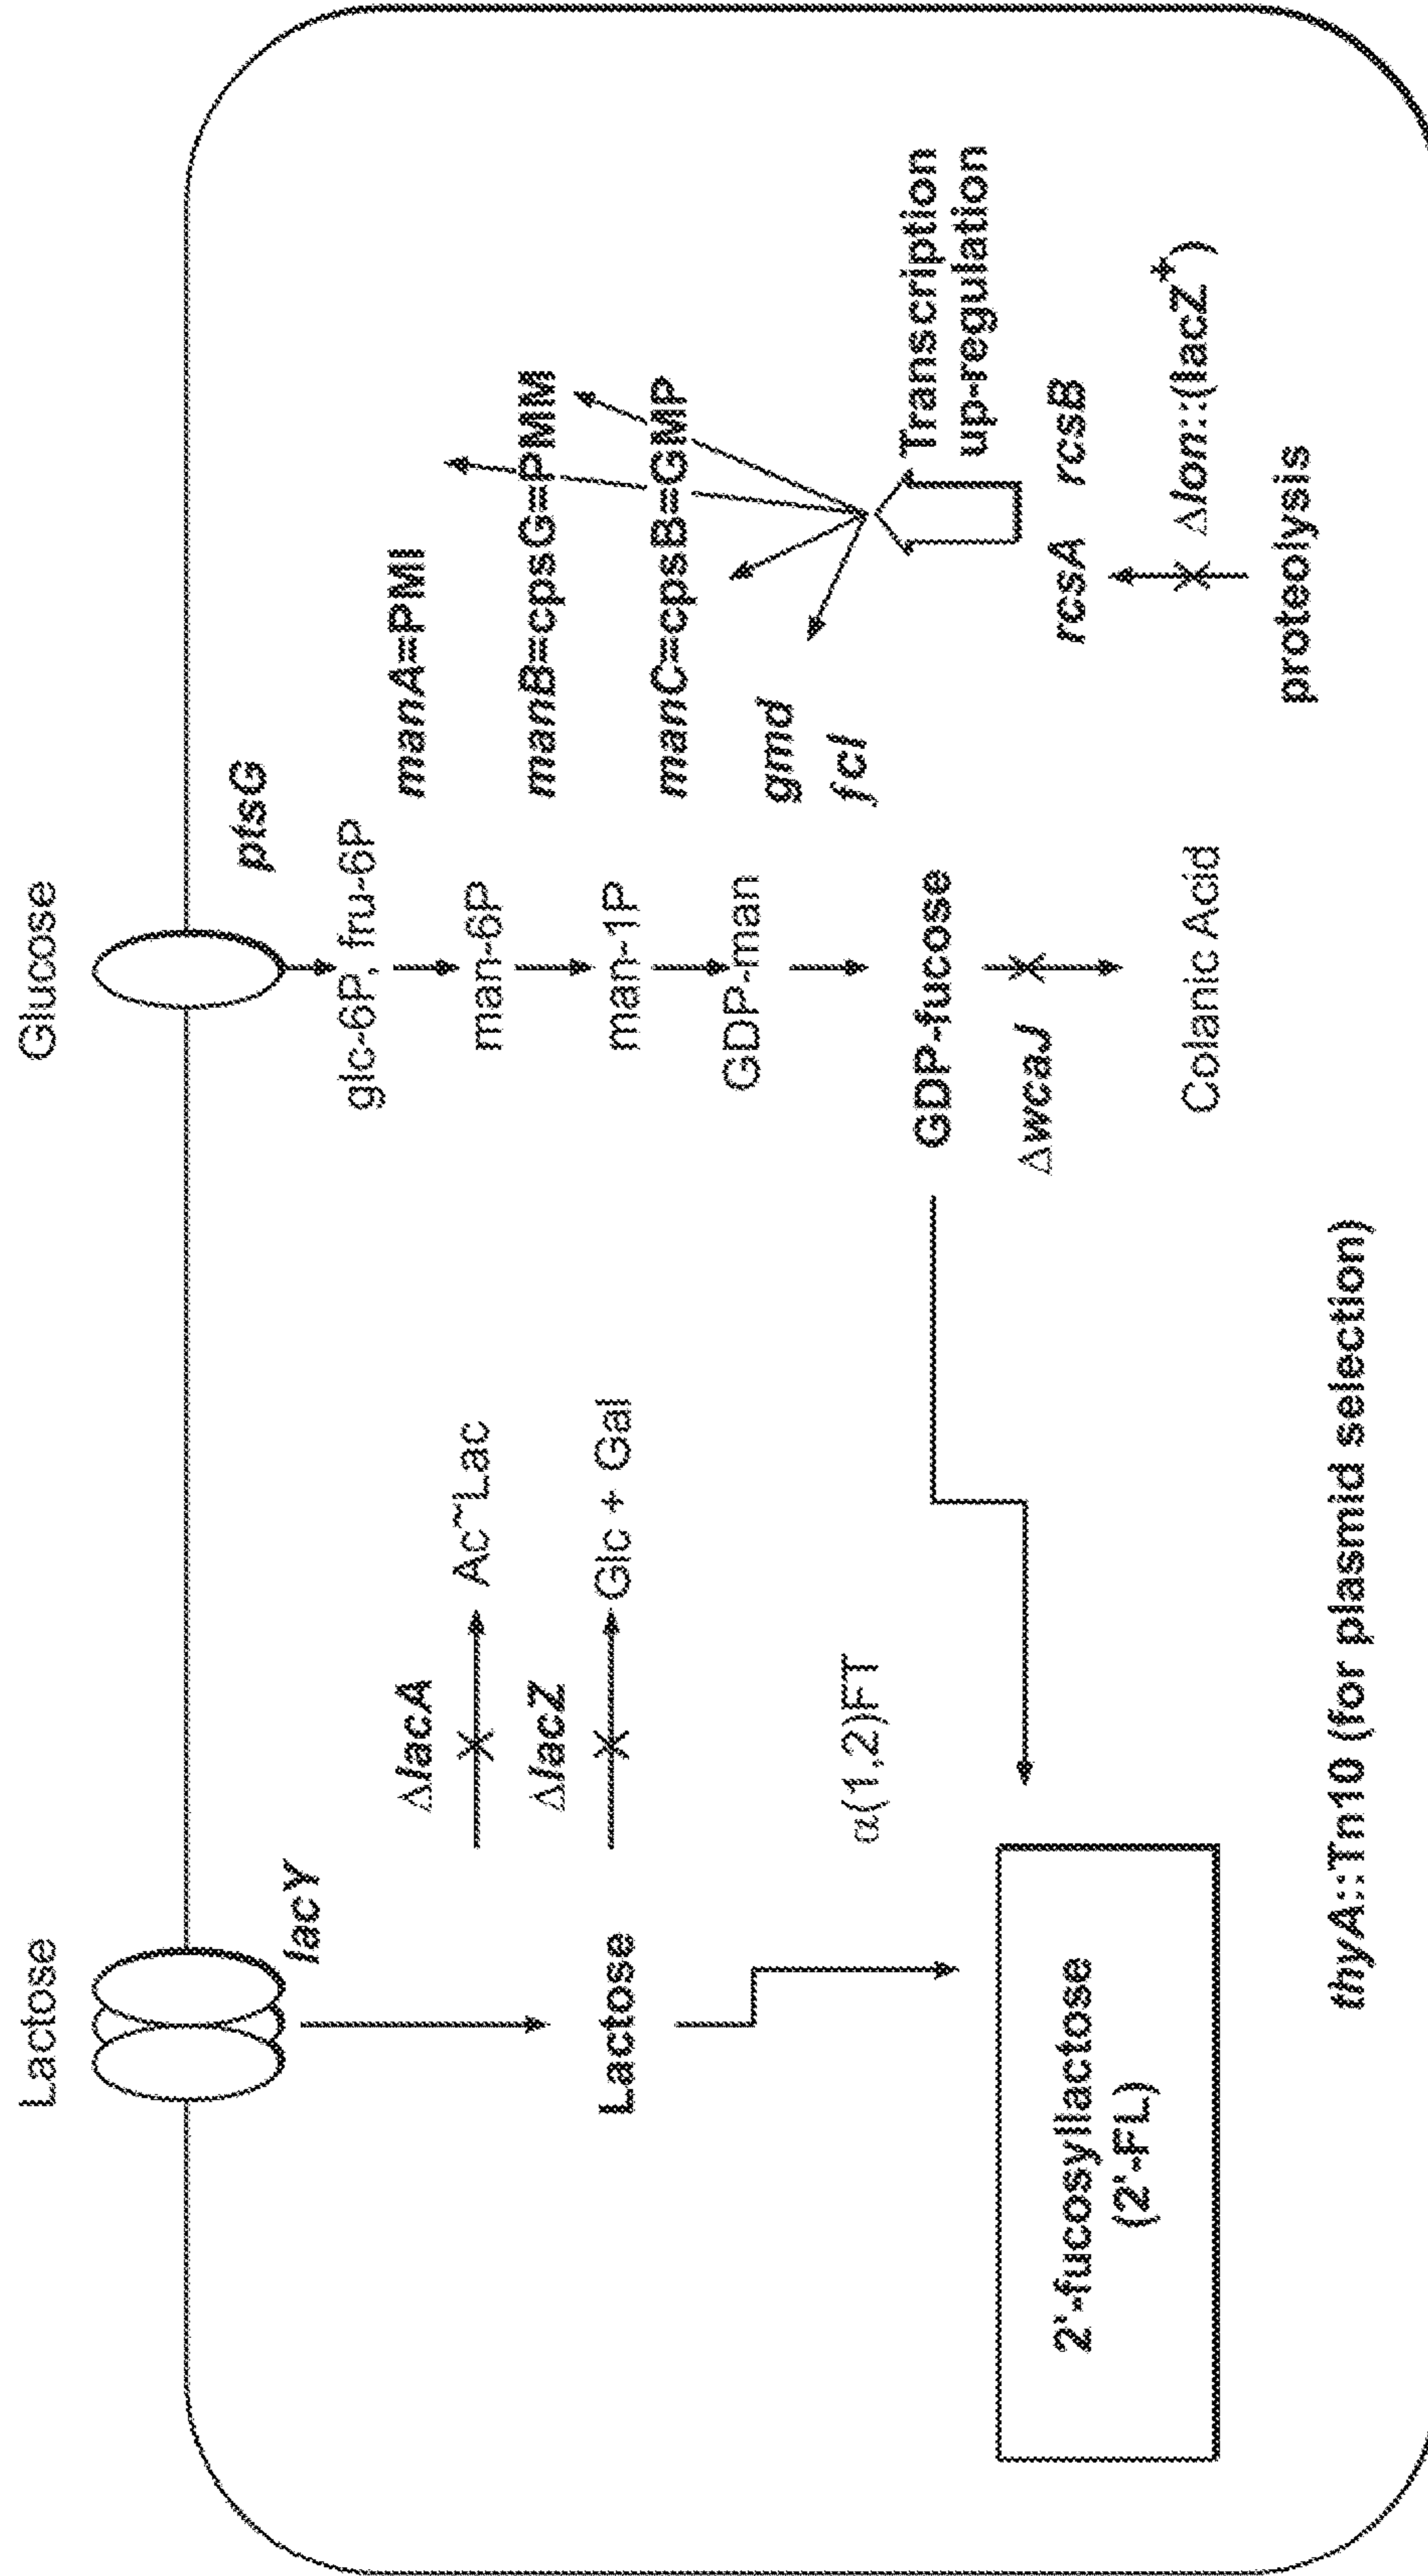 Lactose
Glucose
lacY
ptsG
glc-6P, fru-6P
ΔlacA
Ac~Lac
man-6P
manA=PMI
ΔlacZ
Lactose
Glc + Gal
man-1P
manB=cpsG=PMM
GDP-man
manC=cpsB=GMP
gmd
fcl
α(1,2)FT
GDP-fucose
Transcription
up-regulation
ΔwcaJ
rcsA rcsB
2'-fucosyllactose
(2'-FL)
Colanic Acid
Δlon::(lacZ+)
proteolysis
thyA::Tn10 (for plasmid selection)